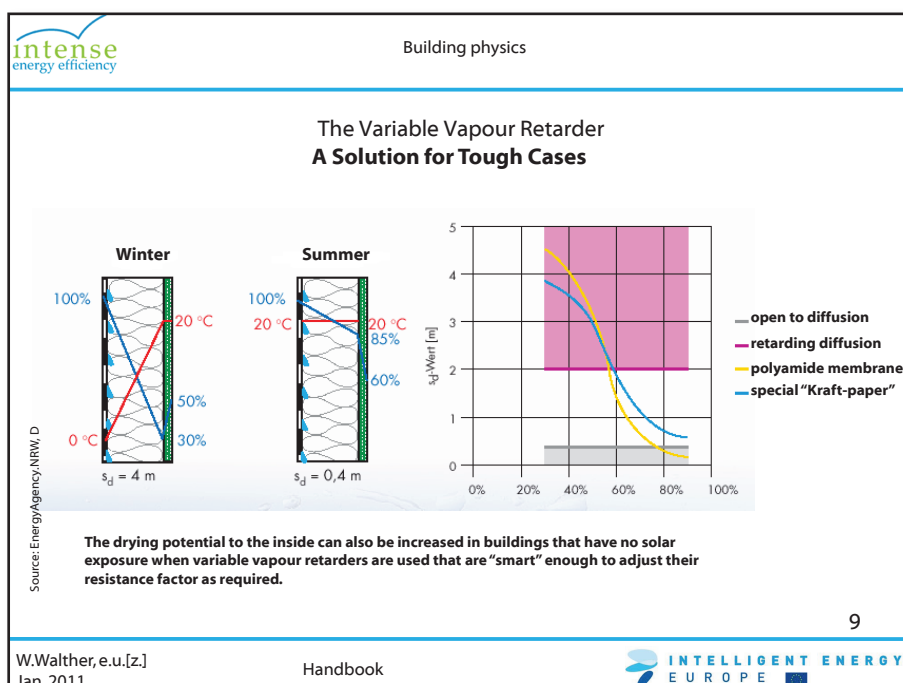 intense
energy efficiency
Building physics
The Variable Vapour Retarder
A Solution for Tough Cases
Winter
100%
20 °C
50%
0 °C
30%
s_d = 4 m
Summer
100%
20 °C
20 °C
85%
60%
s_d = 0,4 m
s_d-Wert [m]
5
4
3
2
1
0
0%
20%
40%
60%
80%
100%
open to diffusion
retarding diffusion
polyamide membrane
special “Kraft-paper”
Source: EnergyAgency.NRW, D
The drying potential to the inside can also be increased in buildings that have no solar
exposure when variable vapour retarders are used that are “smart” enough to adjust their
resistance factor as required.
9
W.Walther, e.u.[z.]
Jan. 2011
Handbook
INTELLIGENT ENERGY
EUROPE